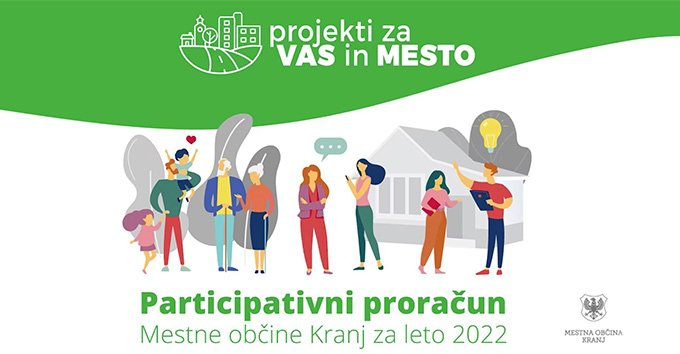 projekti za
VAS in MESTO
Participativni proračun
Mestne občine Kranj za leto 2022
MESTNA OBČINA
KRANJ